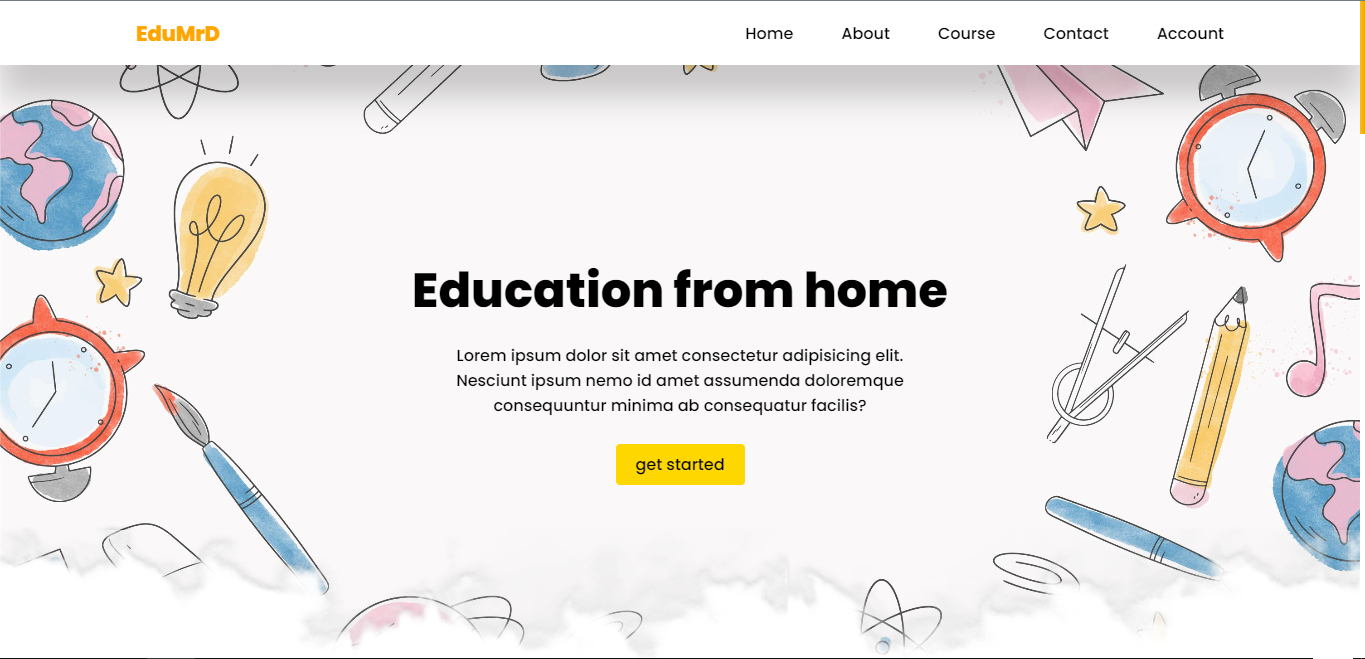 EduMrD
Home About Course Contact Account
Education from home
Lorem ipsum dolor sit amet consectetur adipisicing elit.
Nesciunt ipsum nemo id amet assumenda doloremque
consequuntur minima ab consequatur facilis?
get started